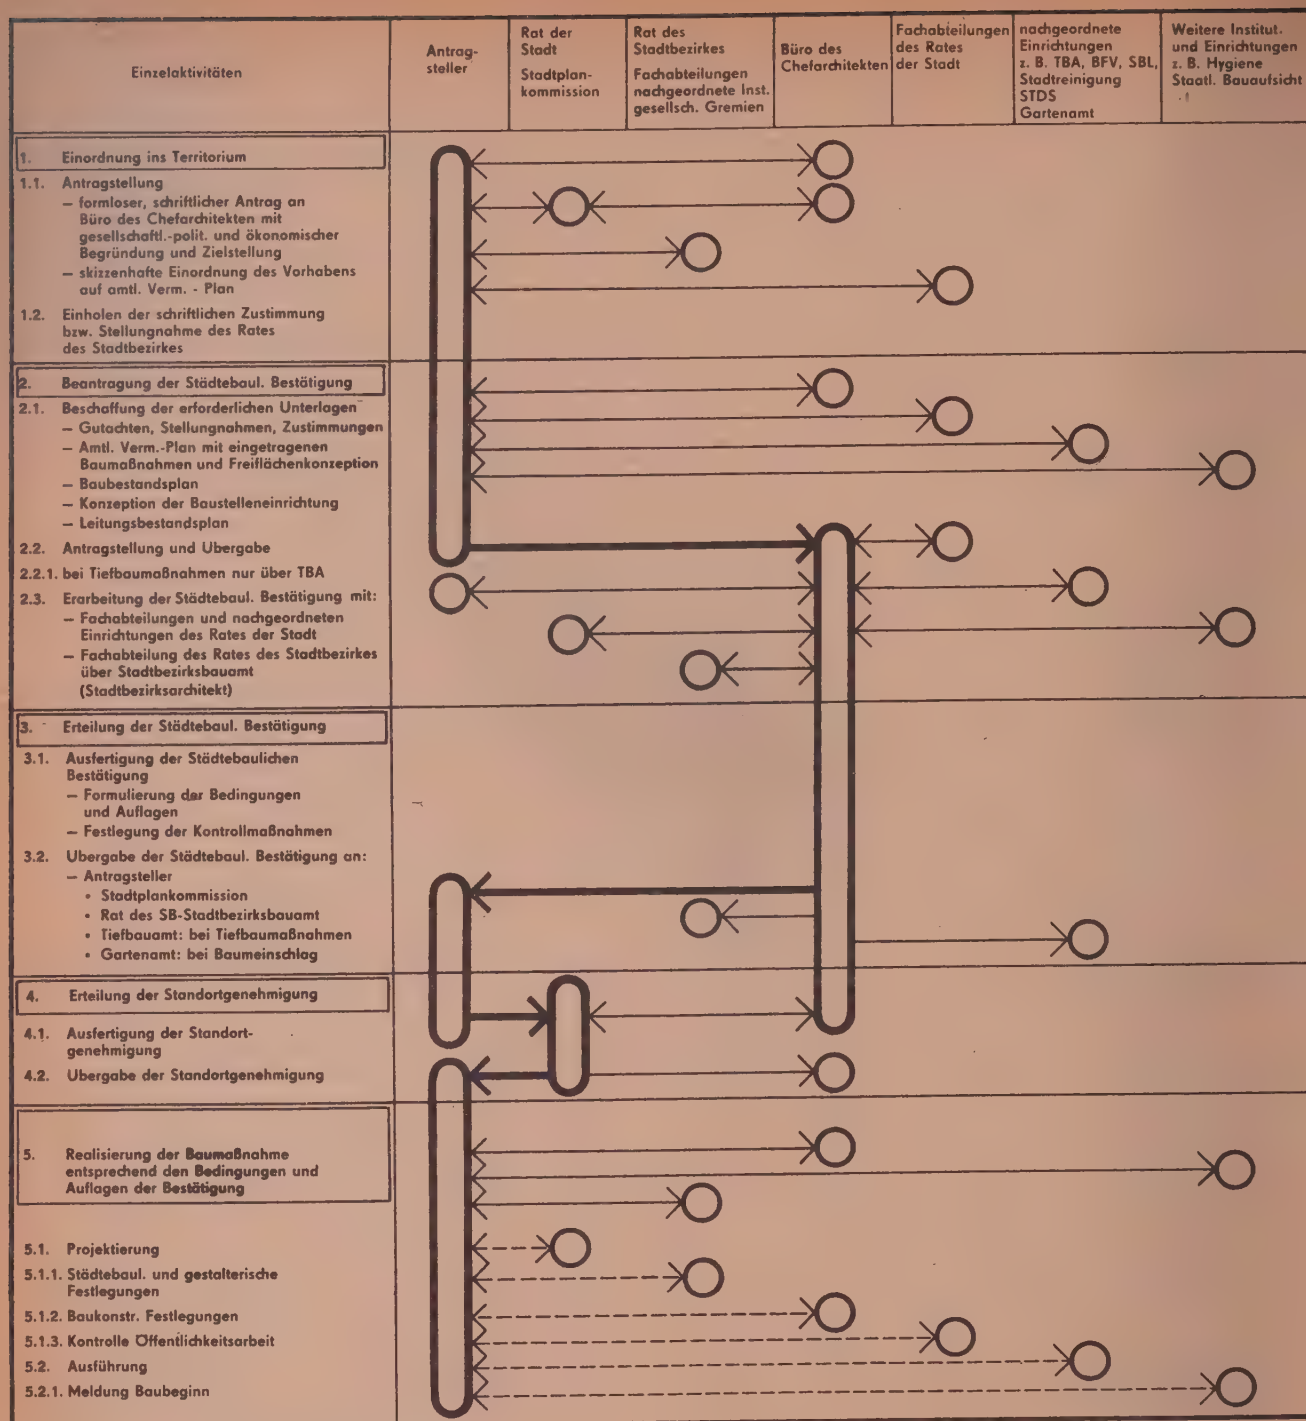 Einzelaktivitäten
Antrag-
steller
Rat der
Stadt
Stadtplan-
kommission
Rat des
Stadtbezirkes
Fachabteilungen
nachgeordnete Inst.
gesellsch. Gremien
Büro des
Chefarchitekten
Fachabteilungen
des Rates
der Stadt
nachgeordnete
Einrichtungen
z. B. TBA, BFV, SBL,
Stadtreinigung
STDS
Gartenamt
Weitere Institut.
und Einrichtungen
z. B. Hygiene
Staatl. Bauaufsicht
1. Einordnung ins Territorium
1.1. Antragstellung
— formloser, schriftlicher Antrag an
Büro des Chefarchitekten mit
gesellschaftl.-polit. und ökonomischer
Begründung und Zielstellung
— skizzenhafte Einordnung des Vorhabens
auf amtl. Verm. - Plan
1.2. Einholen der schriftlichen Zustimmung
bzw. Stellungnahme des Rates
des Stadtbezirkes
2. Beantragung der Städtebaul. Bestätigung
2.1. Beschaffung der erforderlichen Unterlagen
— Gutachten, Stellungnahmen, Zustimmungen
— Amtl. Verm.-Plan mit eingetragenen
Baumaßnahmen und Freiflächenkonzeption
— Baubestandsplan
— Konzeption der Baustelleneinrichtung
— Leitungsbestandsplan
2.2. Antragstellung und Ubergabe
2.2.1. bei Tiefbaumaßnahmen nur über TBA
2.3. Erarbeitung der Städtebaul. Bestätigung mit:
— Fachabteilungen und nachgeordneten
Einrichtungen des Rates der Stadt
— Fachabteilung des Rates des Stadtbezirkes
über Stadtbezirksbauamt
(Stadtbezirksarchitekt)
3. Erteilung der Städtebaul. Bestätigung
3.1. Ausfertigung der Städtebaulichen
Bestätigung
— Formulierung der Bedingungen
und Auflagen
— Festlegung der Kontrollmaßnahmen
3.2. Ubergabe der Städtebaul. Bestätigung an:
— Antragsteller
• Stadtplankommission
• Rat des SB-Stadtbezirksbauamt
• Tiefbauamt: bei Tiefbaumaßnahmen
• Gartenamt: bei Baumeinschlag
4. Erteilung der Standortgenehmigung
4.1. Ausfertigung der Standort-
genehmigung
4.2. Ubergabe der Standortgenehmigung
5. Realisierung der Baumaßnahme
entsprechend den Bedingungen und
Auflagen der Bestätigung
5.1. Projektierung
5.1.1. Städtebaul. und gestalterische
Festlegungen
5.1.2. Baukonstr. Festlegungen
5.1.3. Kontrolle Öffentlichkeitsarbeit
5.2. Ausführung
5.2.1. Meldung Baubeginn